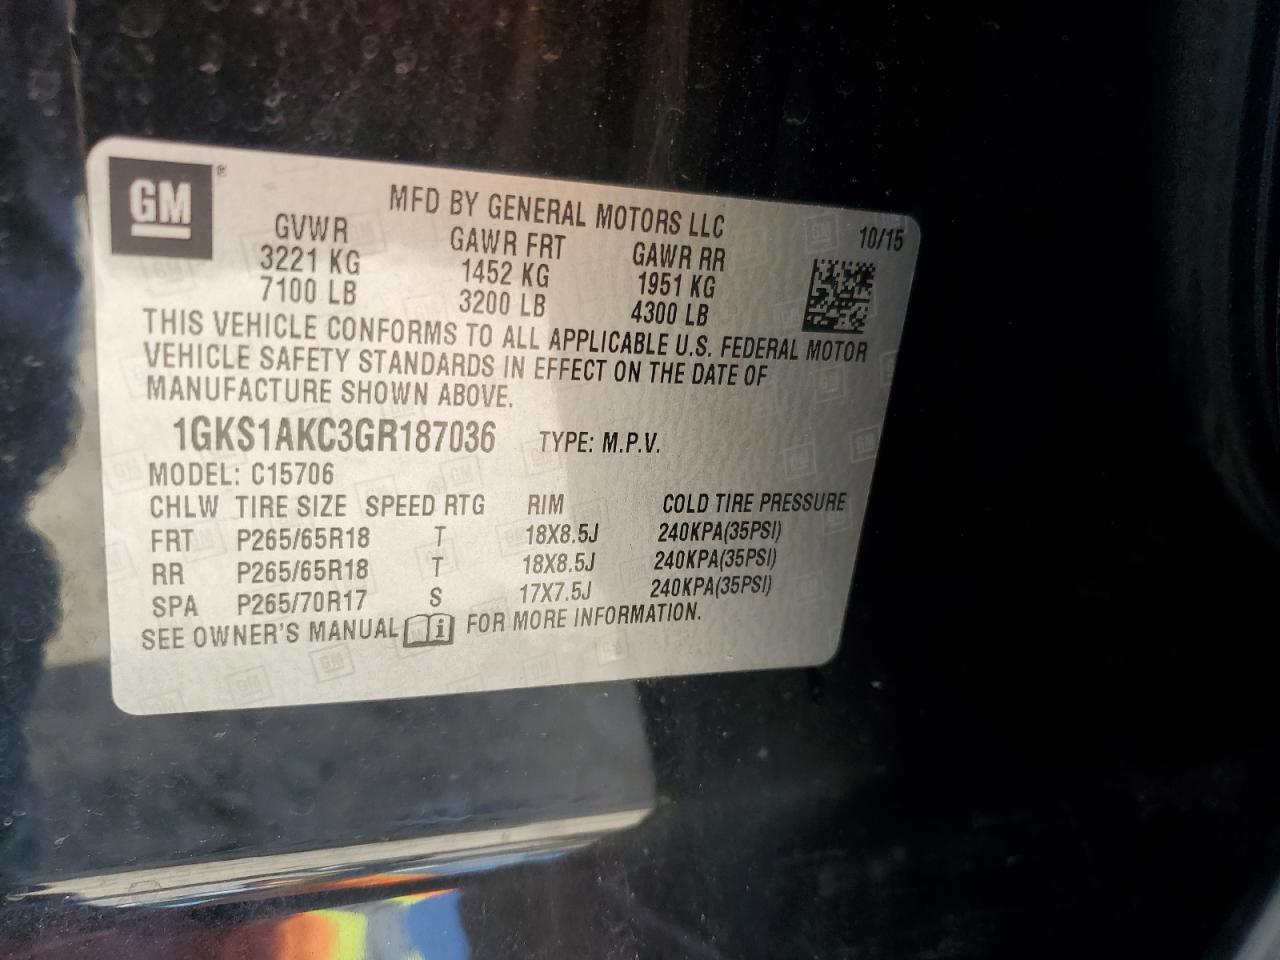 GM®
MFD BY GENERAL MOTORS LLC
10/15
GVWR GAWR FRT GAWR RR
3221 KG 1452 KG 1951 KG
7100 LB 3200 LB 4300 LB
THIS VEHICLE CONFORMS TO ALL APPLICABLE U.S. FEDERAL MOTOR
VEHICLE SAFETY STANDARDS IN EFFECT ON THE DATE OF
MANUFACTURE SHOWN ABOVE.
1GKS1AKC3GR187036 TYPE: M.P.V.
MODEL: C15706
CHLW TIRE SIZE SPEED RTG RIM COLD TIRE PRESSURE
FRT P265/65R18 T 18X8.5J 240KPA(35PSI)
RR P265/65R18 T 18X8.5J 240KPA(35PSI)
SPA P265/70R17 S 17X7.5J 240KPA(35PSI)
SEE OWNER'S MANUAL i FOR MORE INFORMATION.